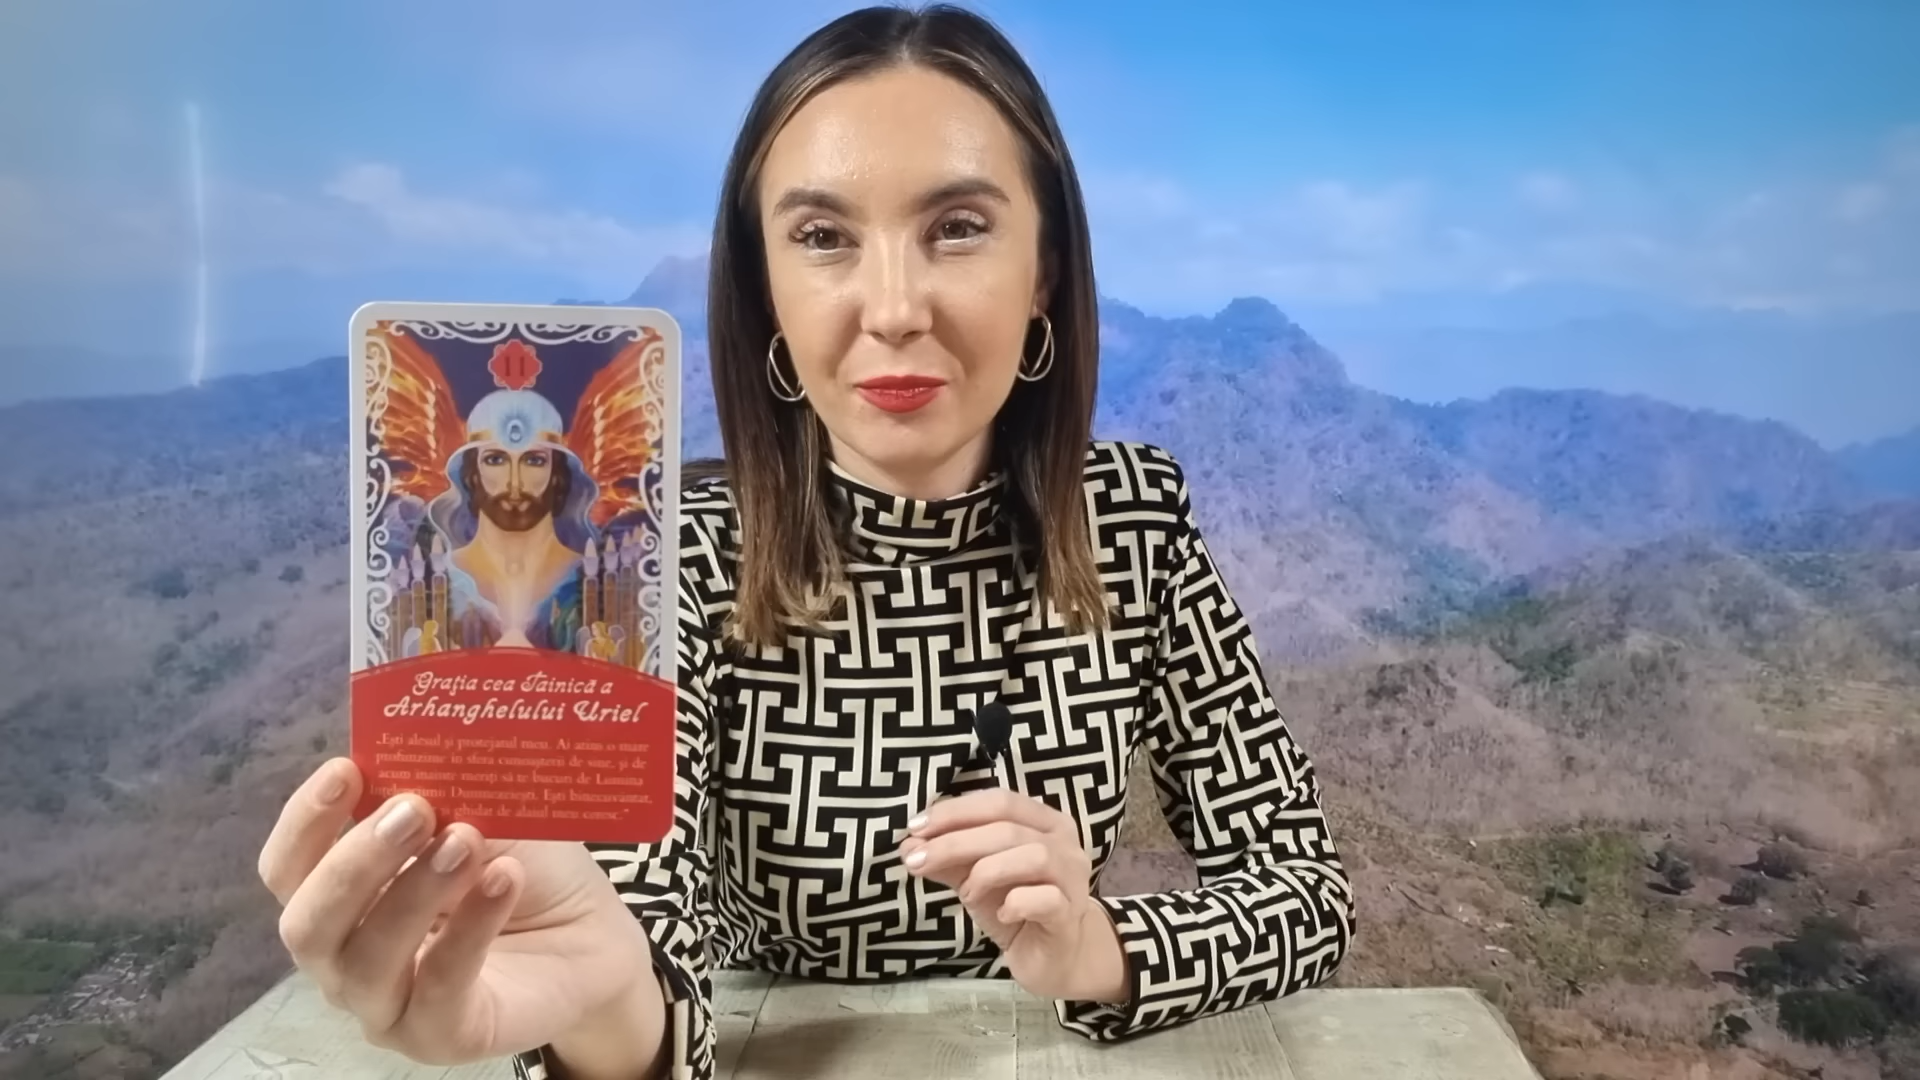 11
Grația cea Tainică a
Arhanghelului Uriel
„Ești alesul și protejatul meu. Ai atins o mare
profunzime în sfera cunoașterii de sine, și de
acum înainte meriți să te bucuri de Lumina
Dumnezeiești. Ești binecuvântat,
și ghidat de alaiul meu ceresc.”